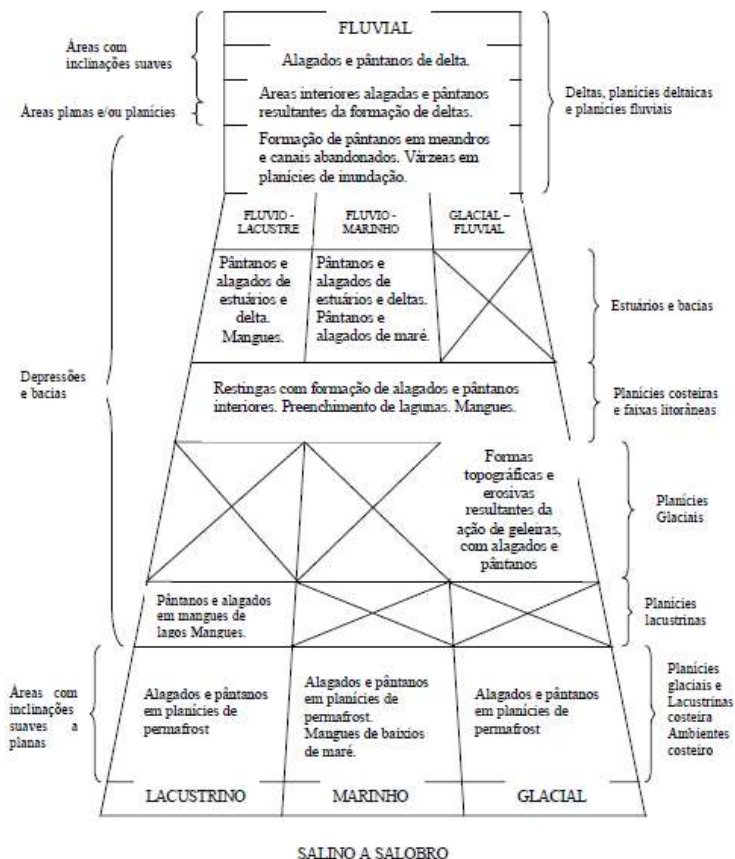 FLUVIAL
Áreas com
inclinações suaves
Alagados e pântanos de delta.
Áreas planas e/ou planícies
Areas interiores alagadas e pântanos
resultantes da formação de deltas.
Deltas, planícies deltaicas
e planícies fluviais
Formação de pântanos em meandros
e canais abandonados. Várzeas em
planícies de inundação.
FLUVIO -
LACUSTRE
FLUVIO -
MARINHO
GLACIAL –
FLUVIAL
Pântanos e
alagados de
estuários e
delta.
Mangues.
Pântanos e
alagados de
estuários e deltas.
Pântanos e
alagados de maré.
Estuários e bacias
Depressões
e bacias
Restingas com formação de alagados e pântanos
interiores. Preenchimento de lagunas. Mangues.
Planícies costeiras
e faixas litorâneas
Formas
topográficas e
erosivas
resultantes da
ação de geleiras,
com alagados e
pântanos
Planícies
Glaciais
Pântanos e alagados
em mangues de
lagos Mangues.
Planícies
lacustrinas
Áreas com
inclinações
suaves a
planas
Alagados e pântanos
em planícies de
permafrost
Alagados e pântanos
em planícies de
permafrost.
Mangues de baixios
de maré.
Alagados e pântanos
em planícies de
permafrost
Planícies
glaciais e
Lacustrinas
costeira
Ambientes
costeiro
LACUSTRINO
MARINHO
GLACIAL
SALINO A SALOBRO